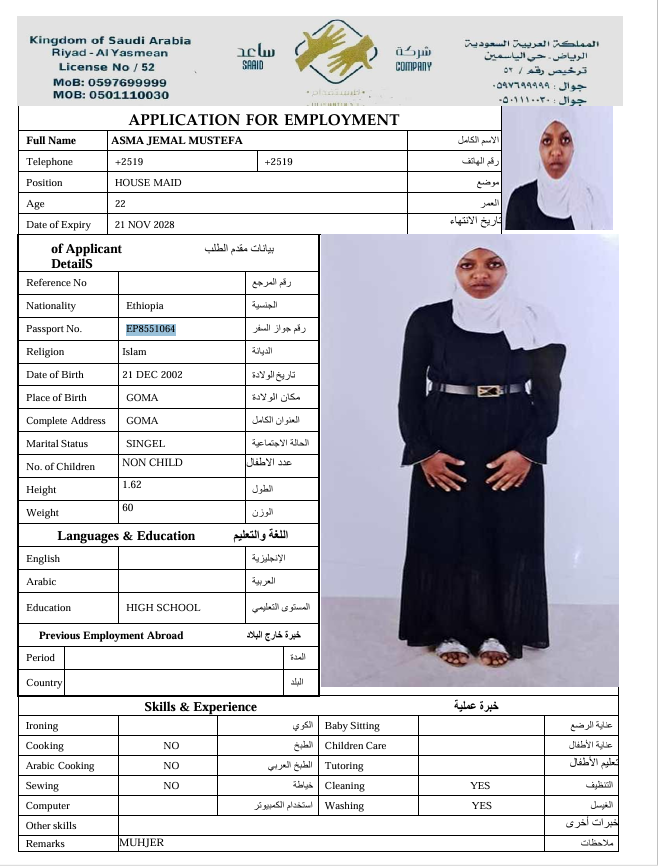 Kingdom of Saudi Arabia
Riyad - Al Yasmean
License No / 52
MoB: 0597699999
MOB: 0501110030
ساعد
SAAID
شركة
COMPANY
للإستقدام
المملكة العربية السعودية
الرياض . حي الياسمين
ترخيص رقم / ٥٢
جوال : ٠٥٩٧٦٩٩٩٩٩
جوال : ٠٥٠١١١٠٠٣٠
APPLICATION FOR EMPLOYMENT
Full Name ASMA JEMAL MUSTEFA الاسم الكامل
Telephone +2519 +2519 رقم الهاتف
Position HOUSE MAID موضع
Age 22 العمر
Date of Expiry 21 NOV 2028 تاريخ الانتهاء
of Applicant بيانات مقدم الطلب
DetailS
Reference No رقم المرجع
Nationality Ethiopia الجنسية
Passport No. EP8551064 رقم جواز السفر
Religion Islam الديانة
Date of Birth 21 DEC 2002 تاريخ الولادة
Place of Birth GOMA مكان الولادة
Complete Address GOMA العنوان الكامل
Marital Status SINGEL الحالة الاجتماعية
No. of Children NON CHILD عدد الاطفال
Height 1.62 الطول
Weight 60 الوزن
Languages & Education اللغة والتعليم
English الإنجليزية
Arabic العربية
Education HIGH SCHOOL المستوى التعليمي
Previous Employment Abroad خبرة خارج البلاد
Period المدة
Country البلد
Skills & Experience خبرة عملية
Ironing الكوي Baby Sitting عناية الرضع
Cooking NO الطبخ Children Care عناية الأطفال
Arabic Cooking NO الطبخ العربي Tutoring تعليم الأطفال
Sewing NO خياطة Cleaning YES التنظيف
Computer استخدام الكمبيوتر Washing YES الغسيل
Other skills خبرات أخرى
Remarks MUHJER ملاحظات